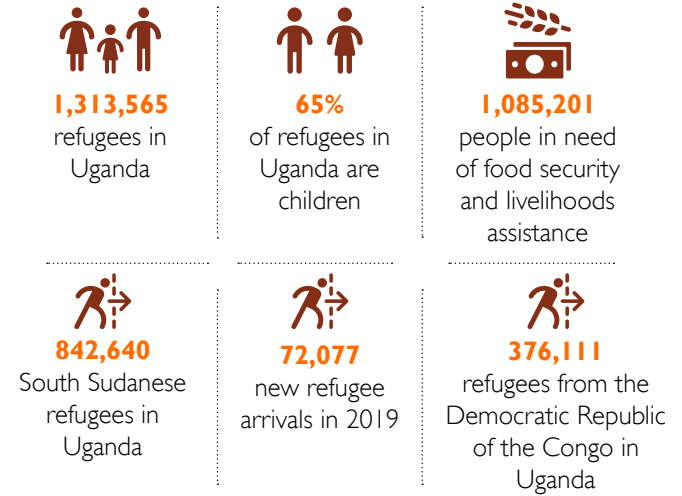 1,313,565
refugees in
Uganda
65%
of refugees in
Uganda are
children
1,085,201
people in need
of food security
and livelihoods
assistance
842,640
South Sudanese
refugees in
Uganda
72,077
new refugee
arrivals in 2019
376,111
refugees from the
Democratic Republic
of the Congo in
Uganda